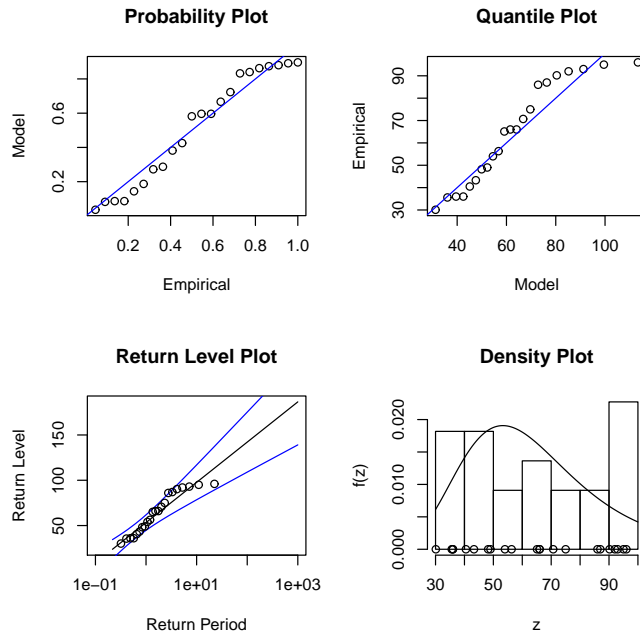 Probability Plot
Model
0.2
0.6
0.2
0.4
0.6
0.8
1.0
Empirical
Quantile Plot
Empirical
30
50
70
90
40
60
80
100
Model
Return Level Plot
Return Level
50
100
150
1e−01
1e+01
1e+03
Return Period
Density Plot
f(z)
0.000
0.010
0.020
30
50
70
90
z